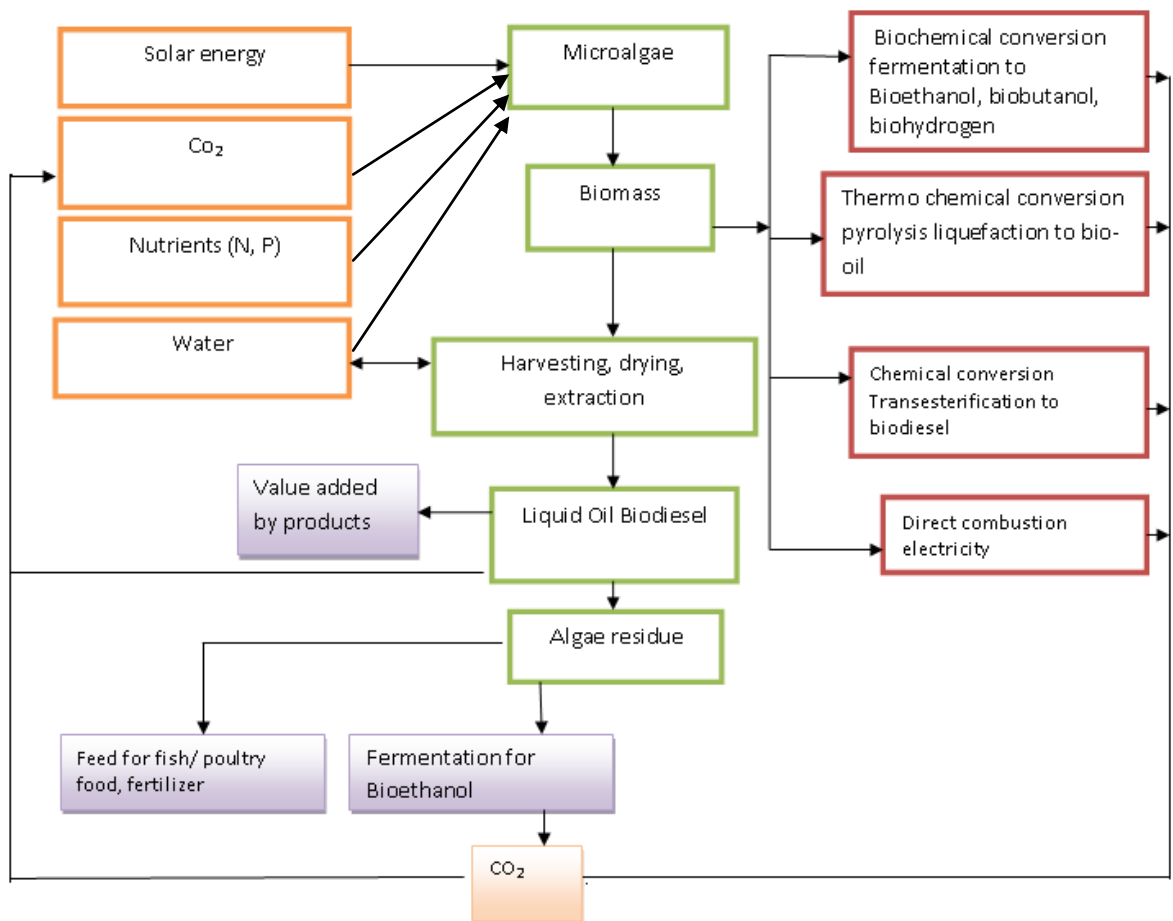 Solar energy
Co₂
Nutrients (N, P)
Water
Microalgae
Biomass
Harvesting, drying,
extraction
Liquid Oil Biodiesel
Algae residue
Value added
by products
Feed for fish/ poultry
food, fertilizer
Fermentation for
Bioethanol
CO₂
Biochemical conversion
fermentation to
Bioethanol, biobutanol,
biohydrogen
Thermo chemical conversion
pyrolysis liquefaction to bio-
oil
Chemical conversion
Transesterification to
biodiesel
Direct combustion
electricity